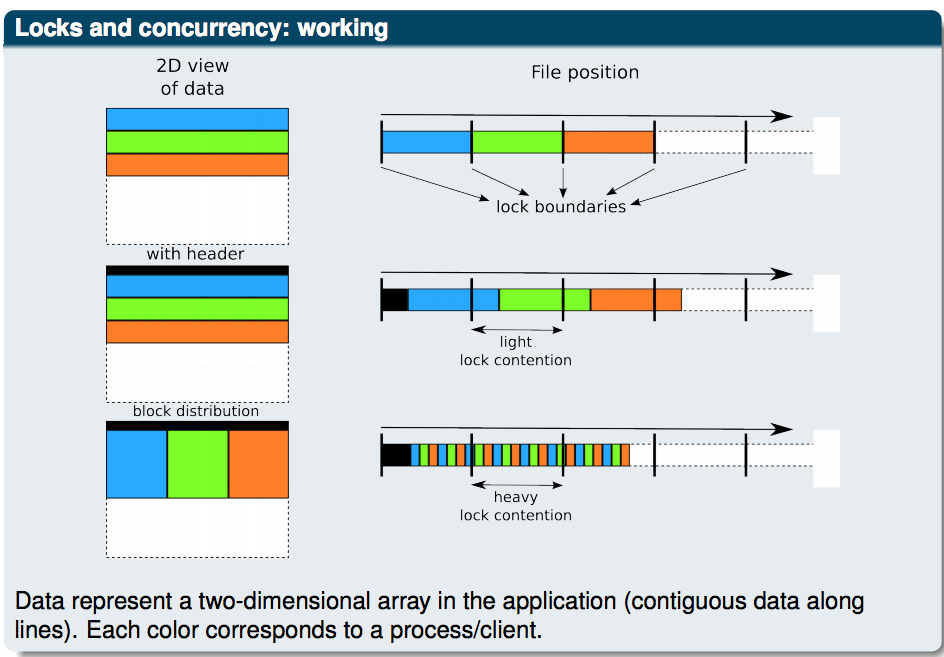 Locks and concurrency: working
2D view
of data
File position
lock boundaries
with header
light
lock contention
block distribution
heavy
lock contention
Data represent a two-dimensional array in the application (contiguous data along
lines). Each color corresponds to a process/client.